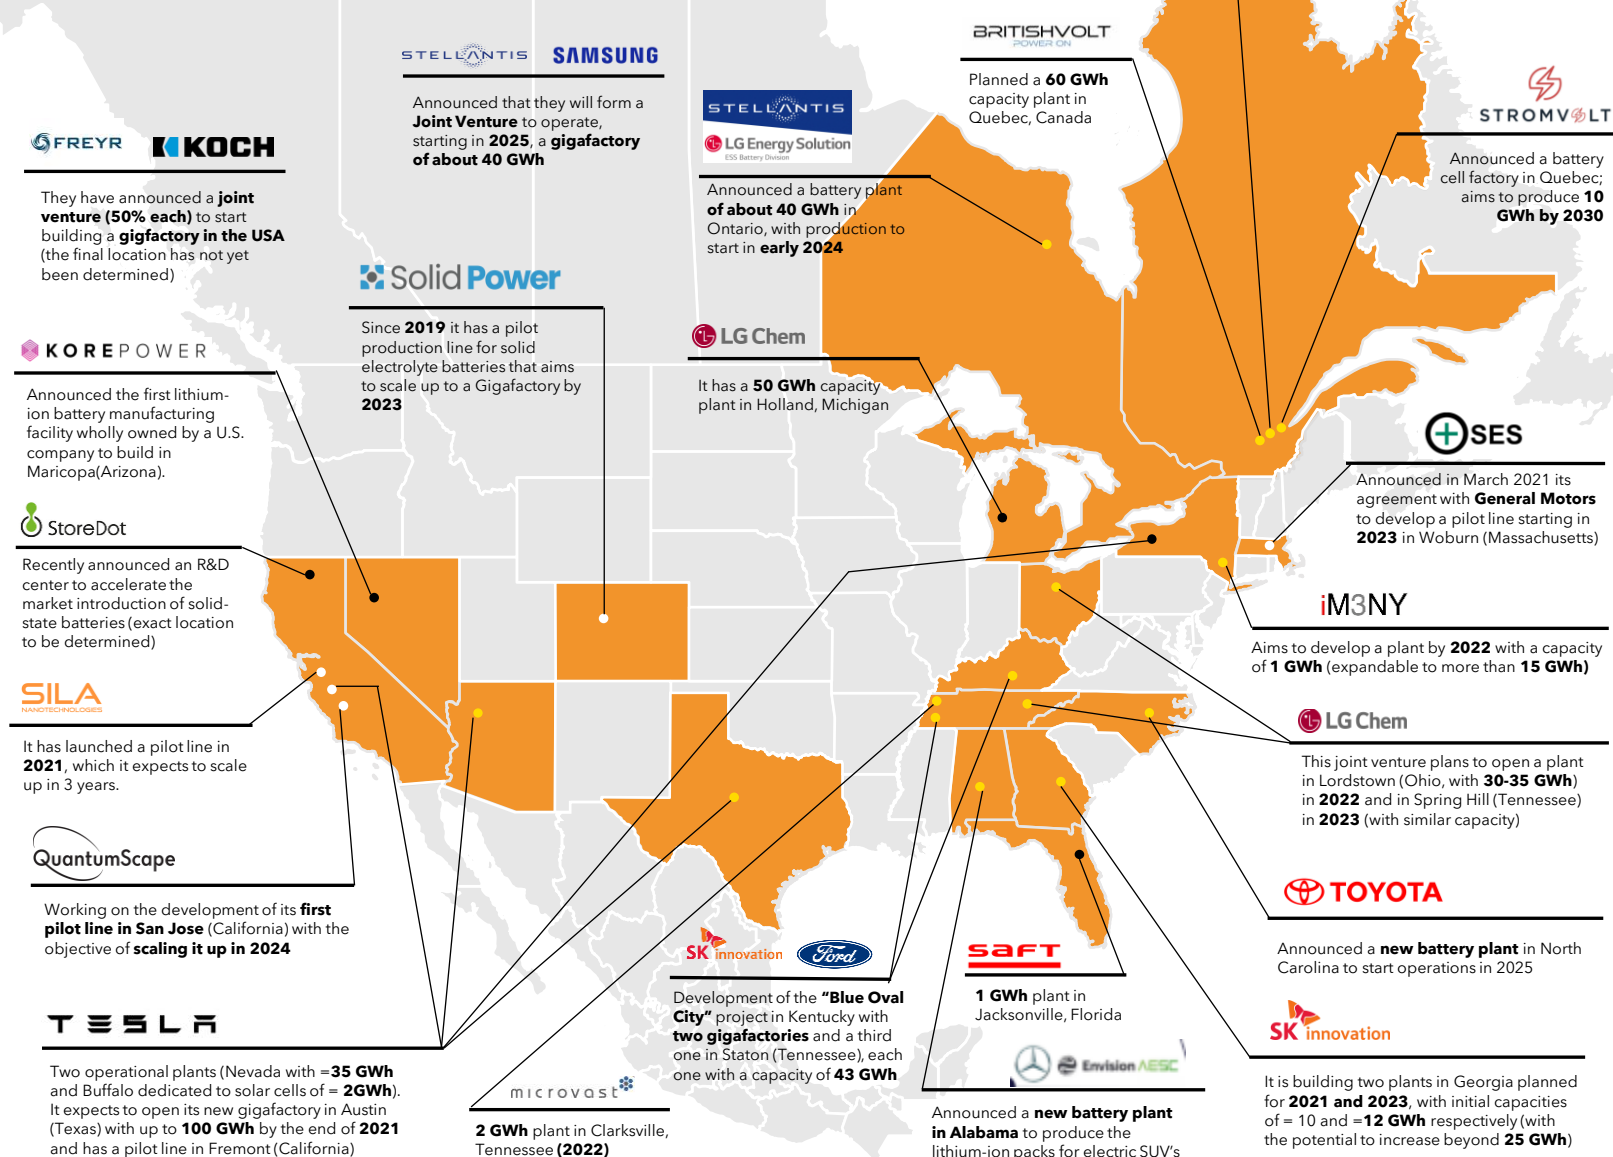 FREYR KOCH
They have announced a joint
venture (50% each) to start
building a gigfactory in the USA
(the final location has not yet
been determined)
STELLANTIS SAMSUNG
Announced that they will form a
Joint Venture to operate,
starting in 2025, a gigafactory
of about 40 GWh
STELLANTIS
LG Energy Solution
ESS Battery Division
Announced a battery plant
of about 40 GWh in
Ontario, with production to
start in early 2024
BRITISHVOLT
POWER ON
Planned a 60 GWh
capacity plant in
Quebec, Canada
STROMVOLT
Announced a battery
cell factory in Quebec;
aims to produce 10
GWh by 2030
Solid Power
Since 2019 it has a pilot
production line for solid
electrolyte batteries that aims
to scale up to a Gigafactory by
2023
LG Chem
It has a 50 GWh capacity
plant in Holland, Michigan
KOREPOWER
Announced the first lithium-
ion battery manufacturing
facility wholly owned by a U.S.
company to build in
Maricopa(Arizona).
SES
Announced in March 2021 its
agreement with General Motors
to develop a pilot line starting in
2023 in Woburn (Massachusetts)
StoreDot
Recently announced an R&D
center to accelerate the
market introduction of solid-
state batteries (exact location
to be determined)
iM3NY
Aims to develop a plant by 2022 with a capacity
of 1 GWh (expandable to more than 15 GWh)
SILA
NANOTECHNOLOGIES
It has launched a pilot line in
2021, which it expects to scale
up in 3 years.
LG Chem
This joint venture plans to open a plant
in Lordstown (Ohio, with 30-35 GWh)
in 2022 and in Spring Hill (Tennessee)
in 2023 (with similar capacity)
QuantumScape
Working on the development of its first
pilot line in San Jose (California) with the
objective of scaling it up in 2024
TOYOTA
Announced a new battery plant in North
Carolina to start operations in 2025
TESLA
Two operational plants (Nevada with =35 GWh
and Buffalo dedicated to solar cells of = 2GWh).
It expects to open its new gigafactory in Austin
(Texas) with up to 100 GWh by the end of 2021
and has a pilot line in Fremont (California)
microvast
2 GWh plant in Clarksville,
Tennessee (2022)
SK innovation Ford
Development of the “Blue Oval
City” project in Kentucky with
two gigafactories and a third
one in Staton (Tennessee), each
one with a capacity of 43 GWh
saft
1 GWh plant in
Jacksonville, Florida
Envision AESC
Announced a new battery plant
in Alabama to produce the
lithium-ion packs for electric SUV's
SK innovation
It is building two plants in Georgia planned
for 2021 and 2023, with initial capacities
of = 10 and =12 GWh respectively (with
the potential to increase beyond 25 GWh)